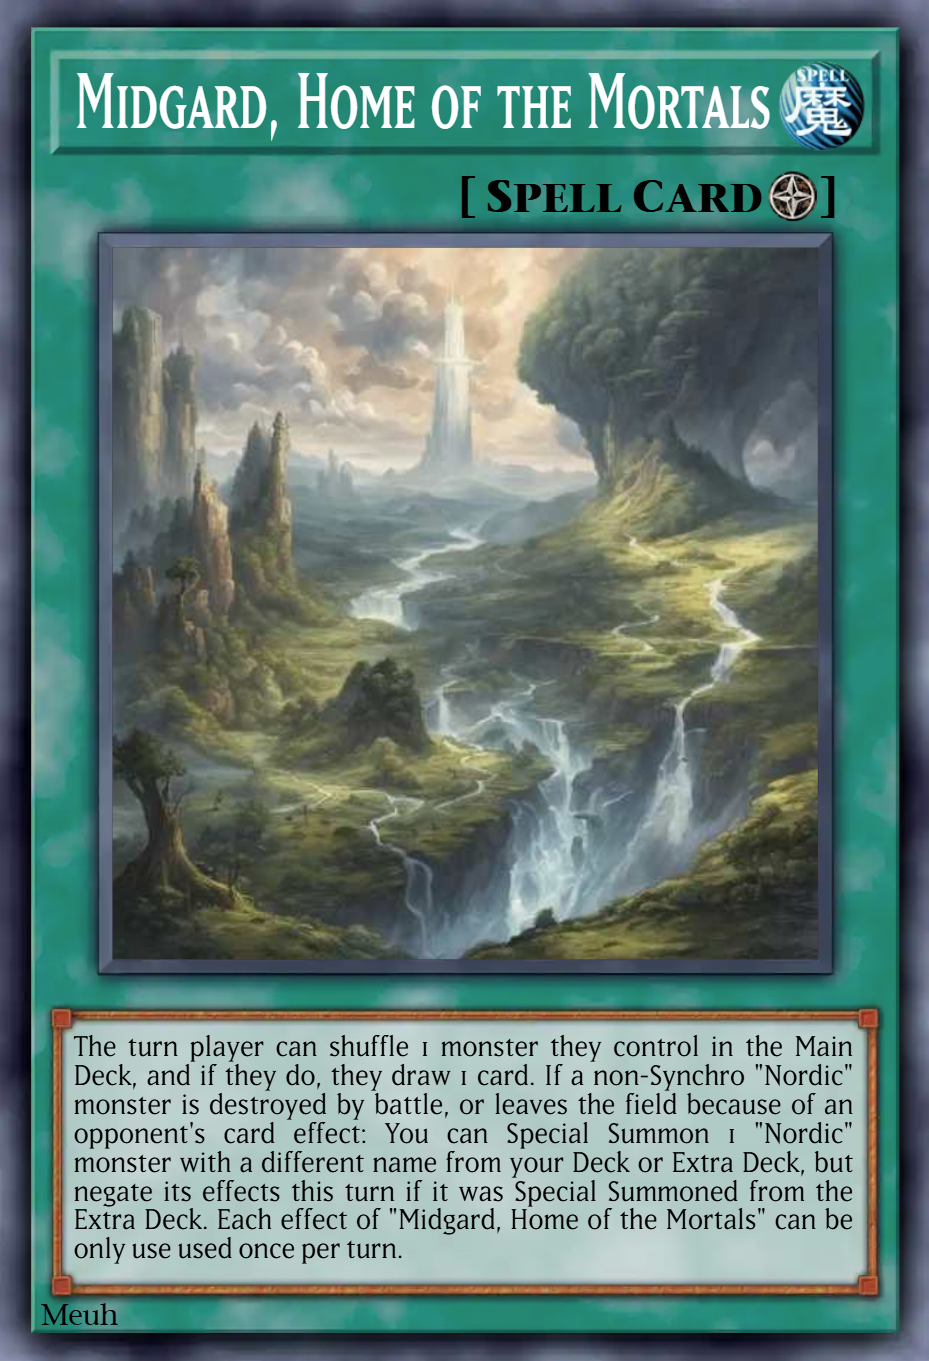 Midgard, Home of the Mortals
SPELL
魔
[ Spell Card ]
The turn player can shuffle 1 monster they control in the Main
Deck, and if they do, they draw 1 card. If a non-Synchro "Nordic"
monster is destroyed by battle, or leaves the field because of an
opponent's card effect: You can Special Summon 1 "Nordic"
monster with a different name from your Deck or Extra Deck, but
negate its effects this turn if it was Special Summoned from the
Extra Deck. Each effect of "Midgard, Home of the Mortals" can be
only use used once per turn.
Meuh